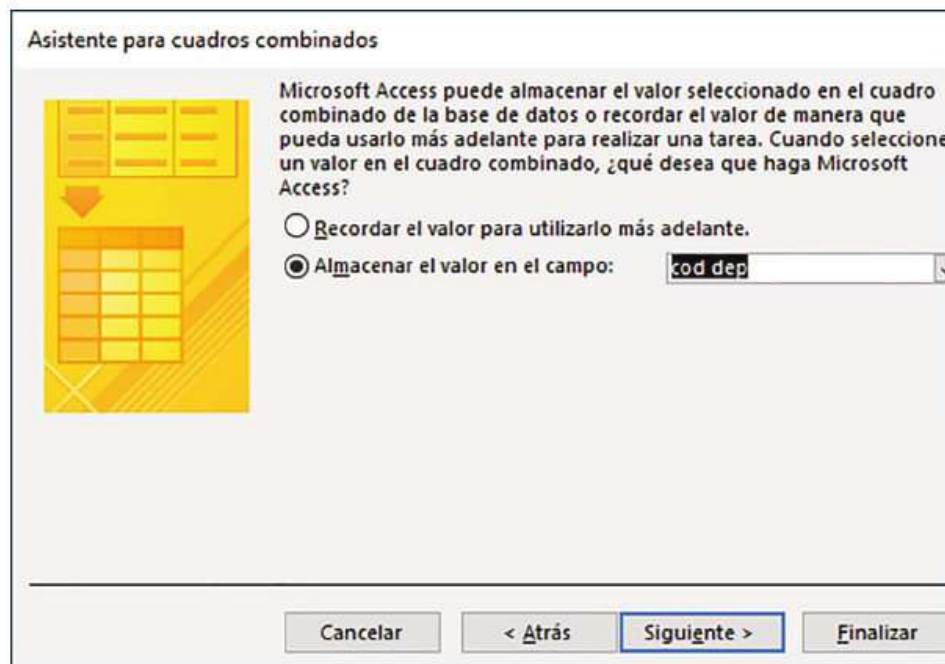 Asistente para cuadros combinados
Microsoft Access puede almacenar el valor seleccionado en el cuadro
combinado de la base de datos o recordar el valor de manera que
pueda usarlo más adelante para realizar una tarea. Cuando seleccione
un valor en el cuadro combinado, ¿qué desea que haga Microsoft
Access?
Recordar el valor para utilizarlo más adelante.
Almacenar el valor en el campo: cod dep
Cancelar < Atrás Siguiente > Finalizar